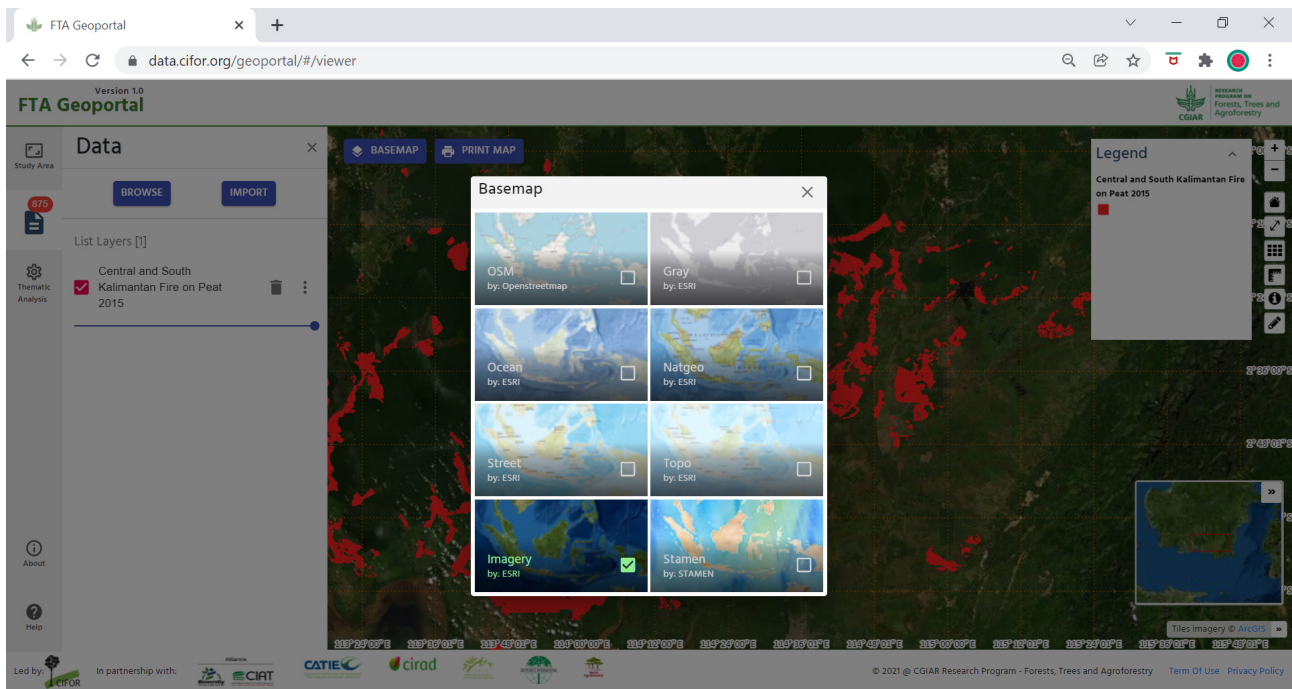 FTA Geoportal
data.cifor.org/geoportal/#/viewer
Version 1.0
FTA Geoportal
CGIAR
RESEARCH
PROGRAM ON
Forests, Trees and
Agroforestry
Study Area
875
Thematic
Analysis
About
Help
Data
BROWSE
IMPORT
List Layers [1]
Central and South
Kalimantan Fire on Peat
2015
BASEMAP
PRINT MAP
Basemap
OSM
by: Openstreetmap
Gray
by: ESRI
Ocean
by: ESRI
Natgeo
by: ESRI
Street
by: ESRI
Topo
by: ESRI
Imagery
by: ESRI
Stamen
by: STAMEN
Legend
Central and South Kalimantan Fire
on Peat 2015
Tiles Imagery © ArcGIS
Led by:
CIFOR
In partnership with:
Alliance
CIAT
CATIE
cirad
© 2021 @ CGIAR Research Program - Forests, Trees and Agroforestry
Term Of Use
Privacy Policy